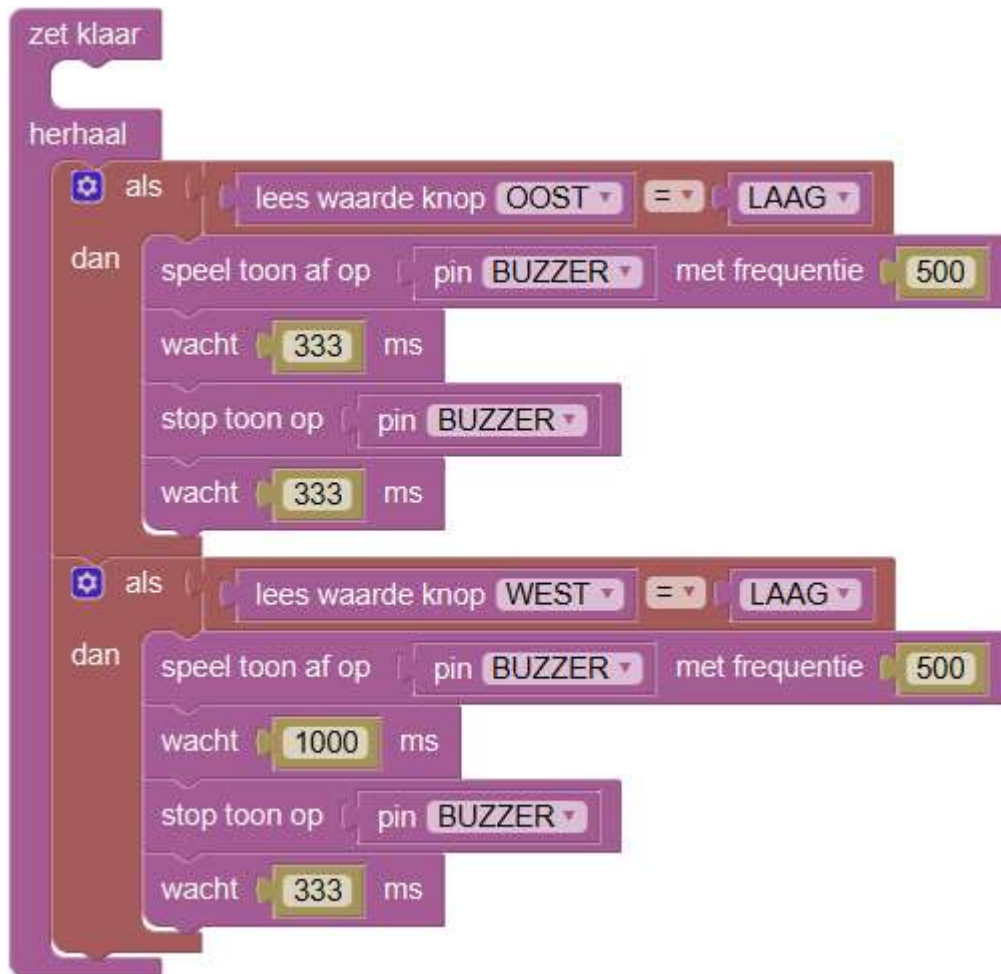 zet klaar
herhaal
als lees waarde knop OOST = LAAG
dan speel toon af op pin BUZZER met frequentie 500
wacht 333 ms
stop toon op pin BUZZER
wacht 333 ms
als lees waarde knop WEST = LAAG
dan speel toon af op pin BUZZER met frequentie 500
wacht 1000 ms
stop toon op pin BUZZER
wacht 333 ms